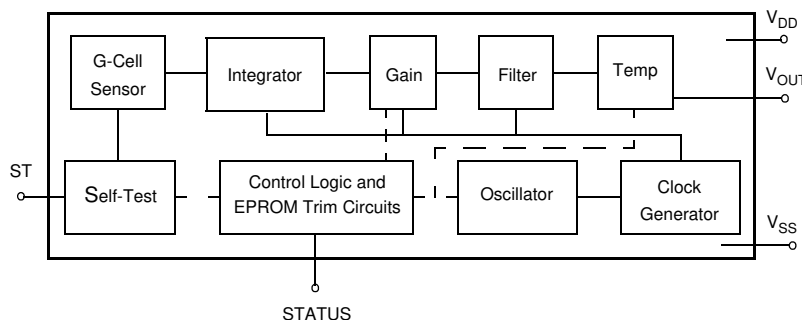 V_DD
G-Cell
Sensor
Integrator
Gain
Filter
Temp
V_OUT
ST
Self-Test
Control Logic and
EPROM Trim Circuits
Oscillator
Clock
Generator
V_SS
STATUS